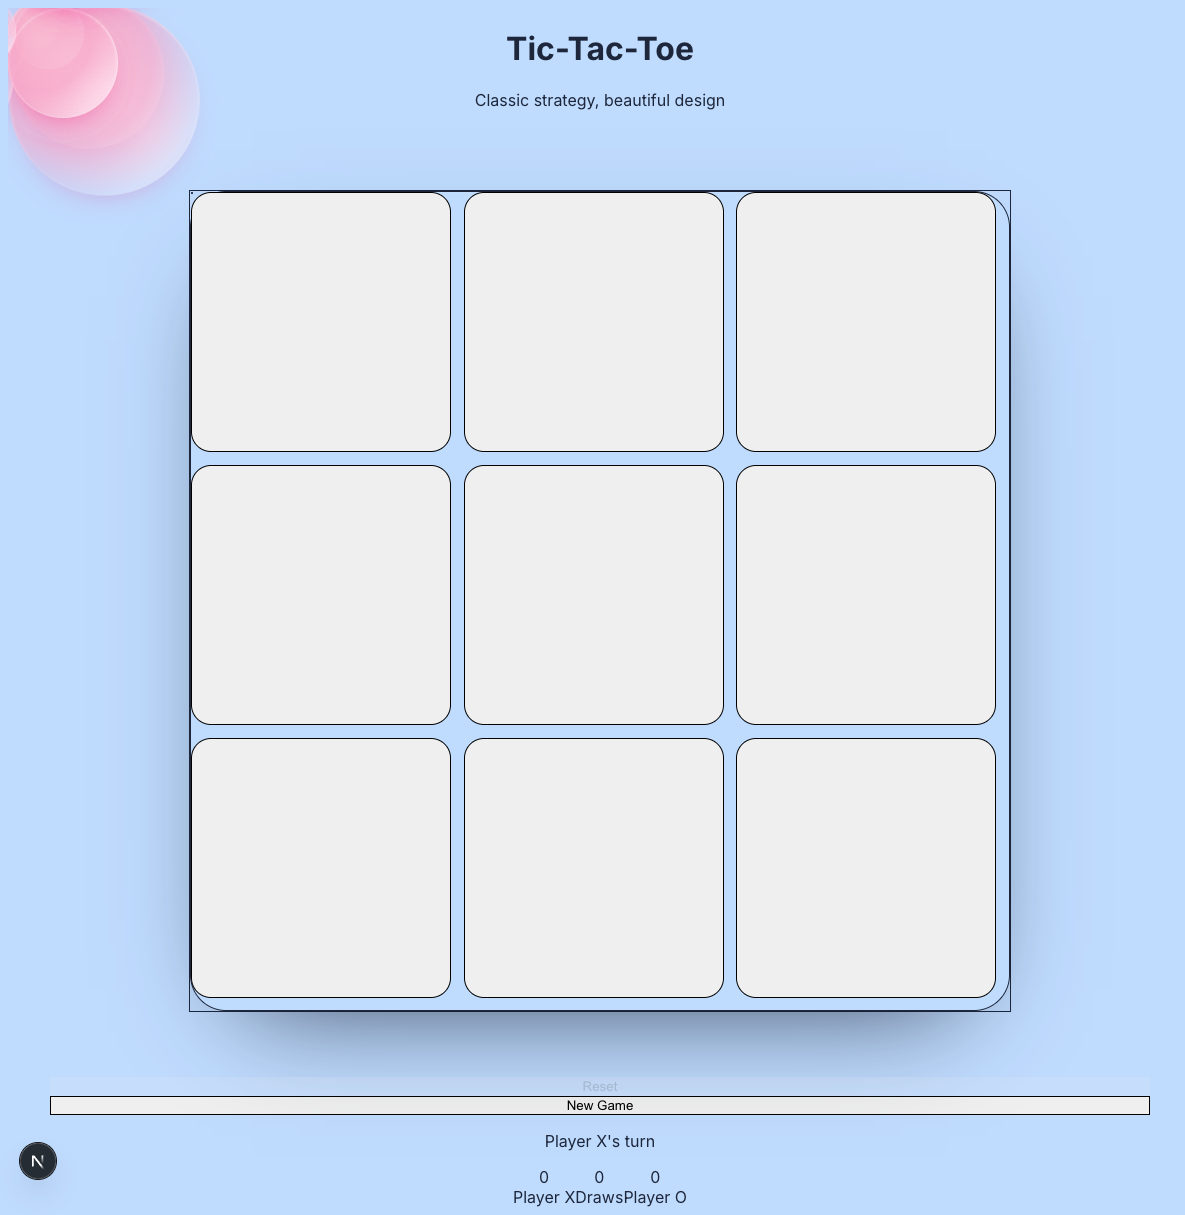 Tic-Tac-Toe
Classic strategy, beautiful design
Reset
New Game
Player X's turn
N
0 0 0
Player XDrawsPlayer O